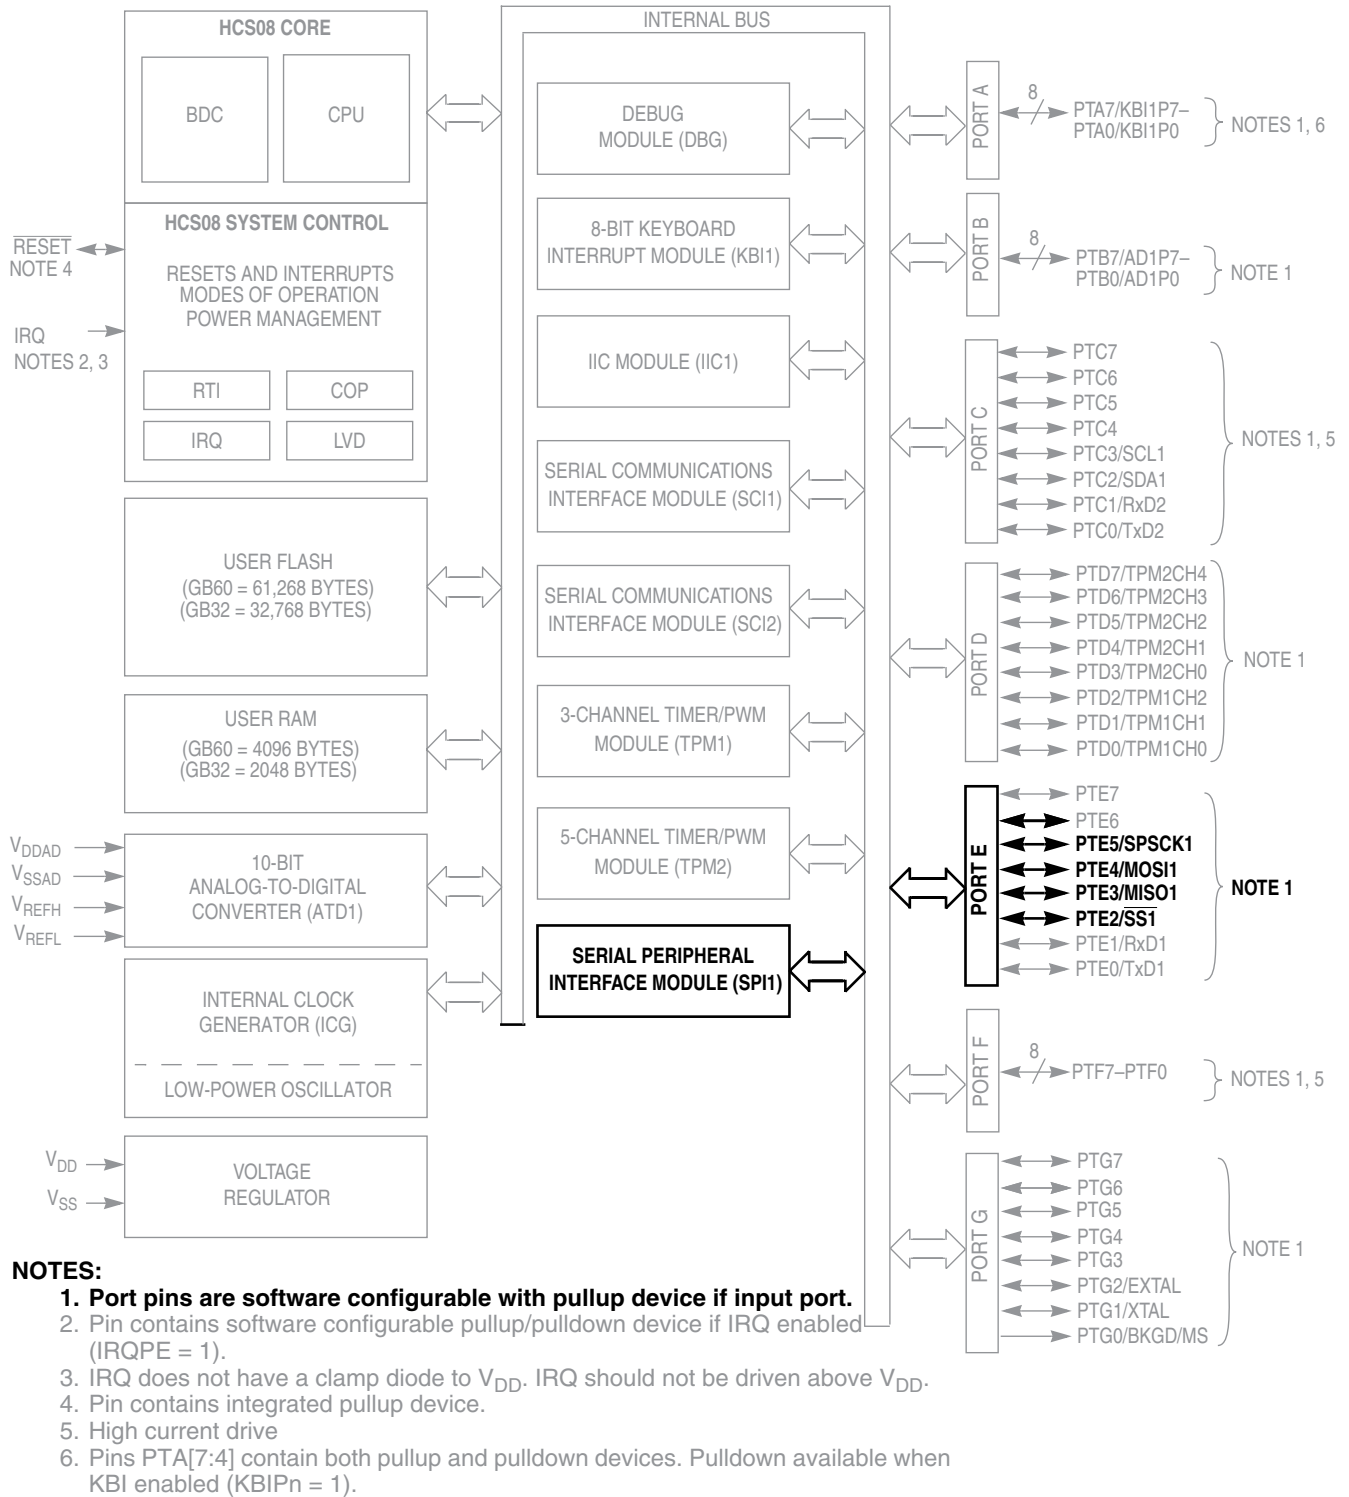 HCS08 CORE
BDC
CPU
HCS08 SYSTEM CONTROL
RESETS AND INTERRUPTS
MODES OF OPERATION
POWER MANAGEMENT
RTI
COP
IRQ
LVD
RESET
NOTE 4
IRQ
NOTES 2, 3
USER FLASH
(GB60 = 61,268 BYTES)
(GB32 = 32,768 BYTES)
USER RAM
(GB60 = 4096 BYTES)
(GB32 = 2048 BYTES)
VDDAD
VSSAD
VREFH
VREFL
10-BIT
ANALOG-TO-DIGITAL
CONVERTER (ATD1)
INTERNAL CLOCK
GENERATOR (ICG)
LOW-POWER OSCILLATOR
VDD
VSS
VOLTAGE
REGULATOR
INTERNAL BUS
DEBUG
MODULE (DBG)
8-BIT KEYBOARD
INTERRUPT MODULE (KBI1)
IIC MODULE (IIC1)
SERIAL COMMUNICATIONS
INTERFACE MODULE (SCI1)
SERIAL COMMUNICATIONS
INTERFACE MODULE (SCI2)
3-CHANNEL TIMER/PWM
MODULE (TPM1)
5-CHANNEL TIMER/PWM
MODULE (TPM2)
SERIAL PERIPHERAL
INTERFACE MODULE (SPI1)
PORT A
8
PTA7/KBI1P7–
PTA0/KBI1P0
NOTES 1, 6
PORT B
8
PTB7/AD1P7–
PTB0/AD1P0
NOTE 1
PORT C
PTC7
PTC6
PTC5
PTC4
PTC3/SCL1
PTC2/SDA1
PTC1/RxD2
PTC0/TxD2
NOTES 1, 5
PORT D
PTD7/TPM2CH4
PTD6/TPM2CH3
PTD5/TPM2CH2
PTD4/TPM2CH1
PTD3/TPM2CH0
PTD2/TPM1CH2
PTD1/TPM1CH1
PTD0/TPM1CH0
NOTE 1
PORT E
PTE7
PTE6
PTE5/SPSCK1
PTE4/MOSI1
PTE3/MISO1
PTE2/SS1
PTE1/RxD1
PTE0/TxD1
NOTE 1
PORT F
8
PTF7–PTF0
NOTES 1, 5
PORT G
PTG7
PTG6
PTG5
PTG4
PTG3
PTG2/EXTAL
PTG1/XTAL
PTG0/BKGD/MS
NOTE 1
NOTES:
1. Port pins are software configurable with pullup device if input port.
2. Pin contains software configurable pullup/pulldown device if IRQ enabled
(IRQPE = 1).
3. IRQ does not have a clamp diode to VDD. IRQ should not be driven above VDD.
4. Pin contains integrated pullup device.
5. High current drive
6. Pins PTA[7:4] contain both pullup and pulldown devices. Pulldown available when
KBI enabled (KBIPn = 1).